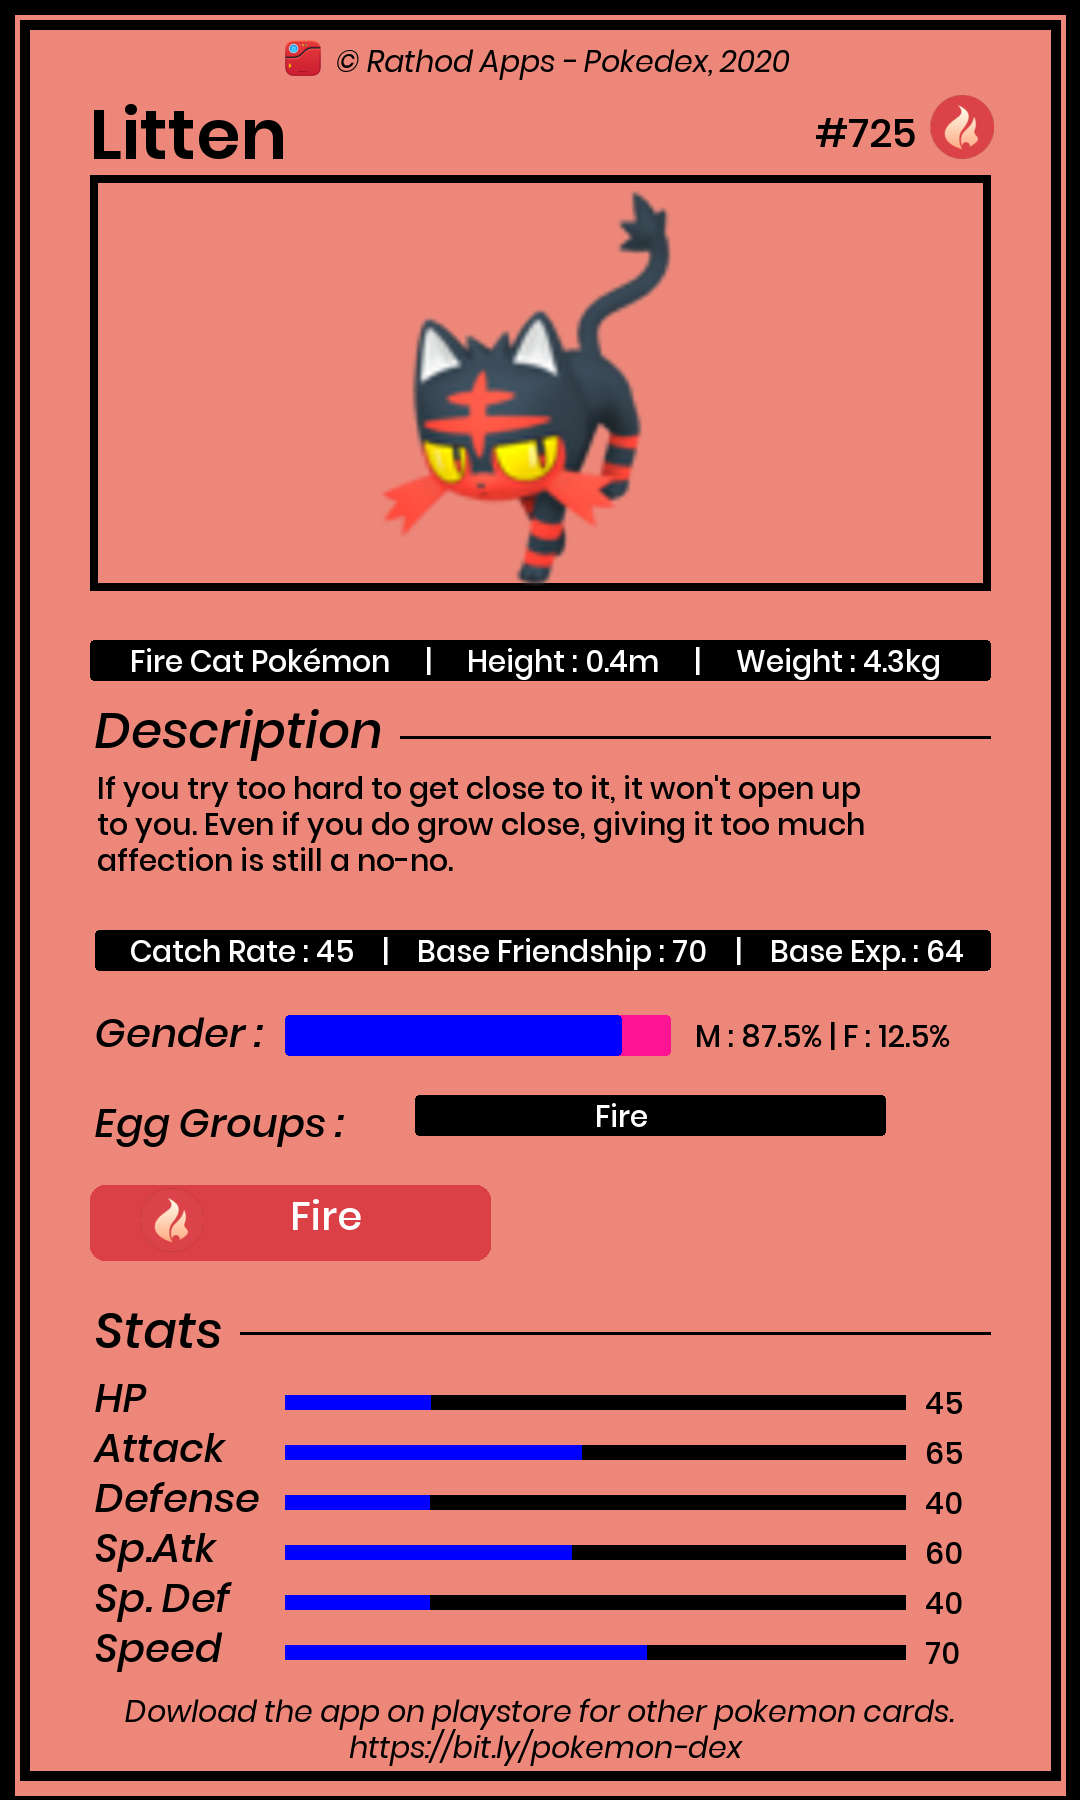 © Rathod Apps - Pokedex, 2020
Litten
#725
Fire Cat Pokémon | Height : 0.4m | Weight : 4.3kg
Description
If you try too hard to get close to it, it won't open up
to you. Even if you do grow close, giving it too much
affection is still a no-no.
Catch Rate : 45 | Base Friendship : 70 | Base Exp. : 64
Gender : M : 87.5% | F : 12.5%
Egg Groups : Fire
Fire
Stats
HP 45
Attack 65
Defense 40
Sp.Atk 60
Sp. Def 40
Speed 70
Dowload the app on playstore for other pokemon cards.
https://bit.ly/pokemon-dex